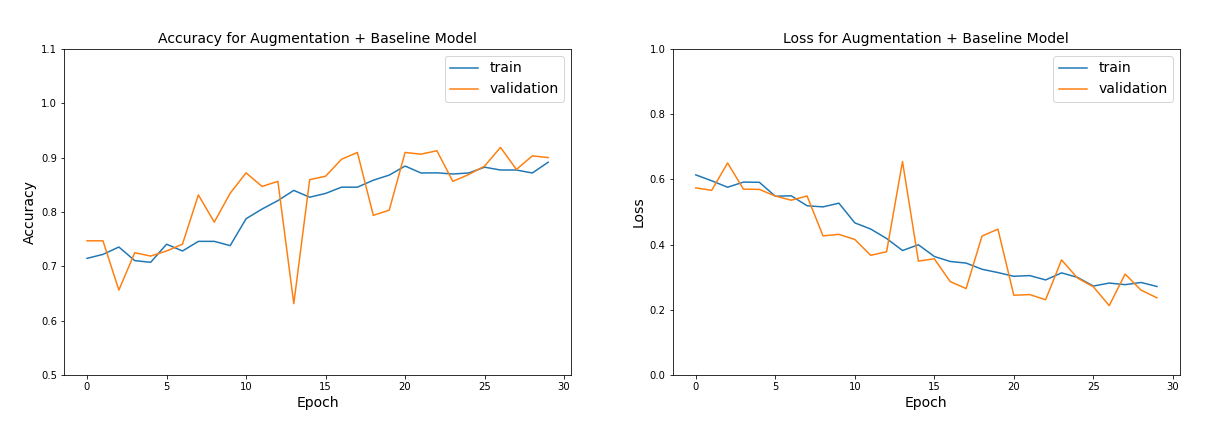 Accuracy for Augmentation + Baseline Model
1.1
1.0
0.9
0.8
0.7
0.6
0.5
Accuracy
train
validation
0 5 10 15 20 25 30
Epoch
Loss for Augmentation + Baseline Model
1.0
0.8
0.6
0.4
0.2
0.0
Loss
train
validation
0 5 10 15 20 25 30
Epoch